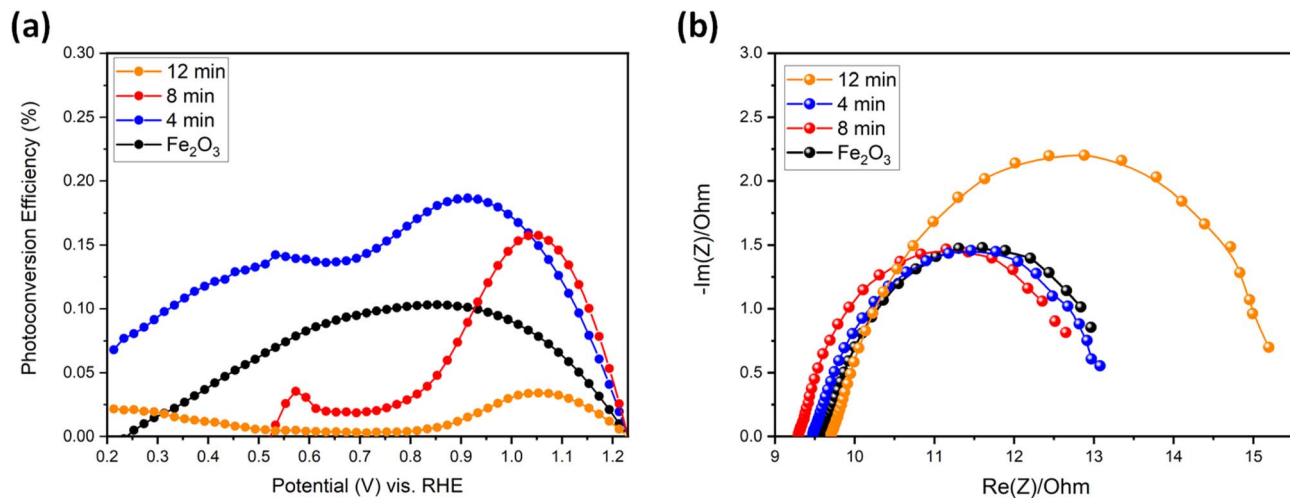 (a)
Photoconversion Efficiency (%)
0.30
0.25
0.20
0.15
0.10
0.05
0.00
12 min
8 min
4 min
Fe₂O₃
0.2 0.3 0.4 0.5 0.6 0.7 0.8 0.9 1.0 1.1 1.2
Potential (V) vis. RHE
(b)
-Im(Z)/Ohm
3.0
2.5
2.0
1.5
1.0
0.5
0.0
12 min
4 min
8 min
Fe₂O₃
9 10 11 12 13 14 15
Re(Z)/Ohm